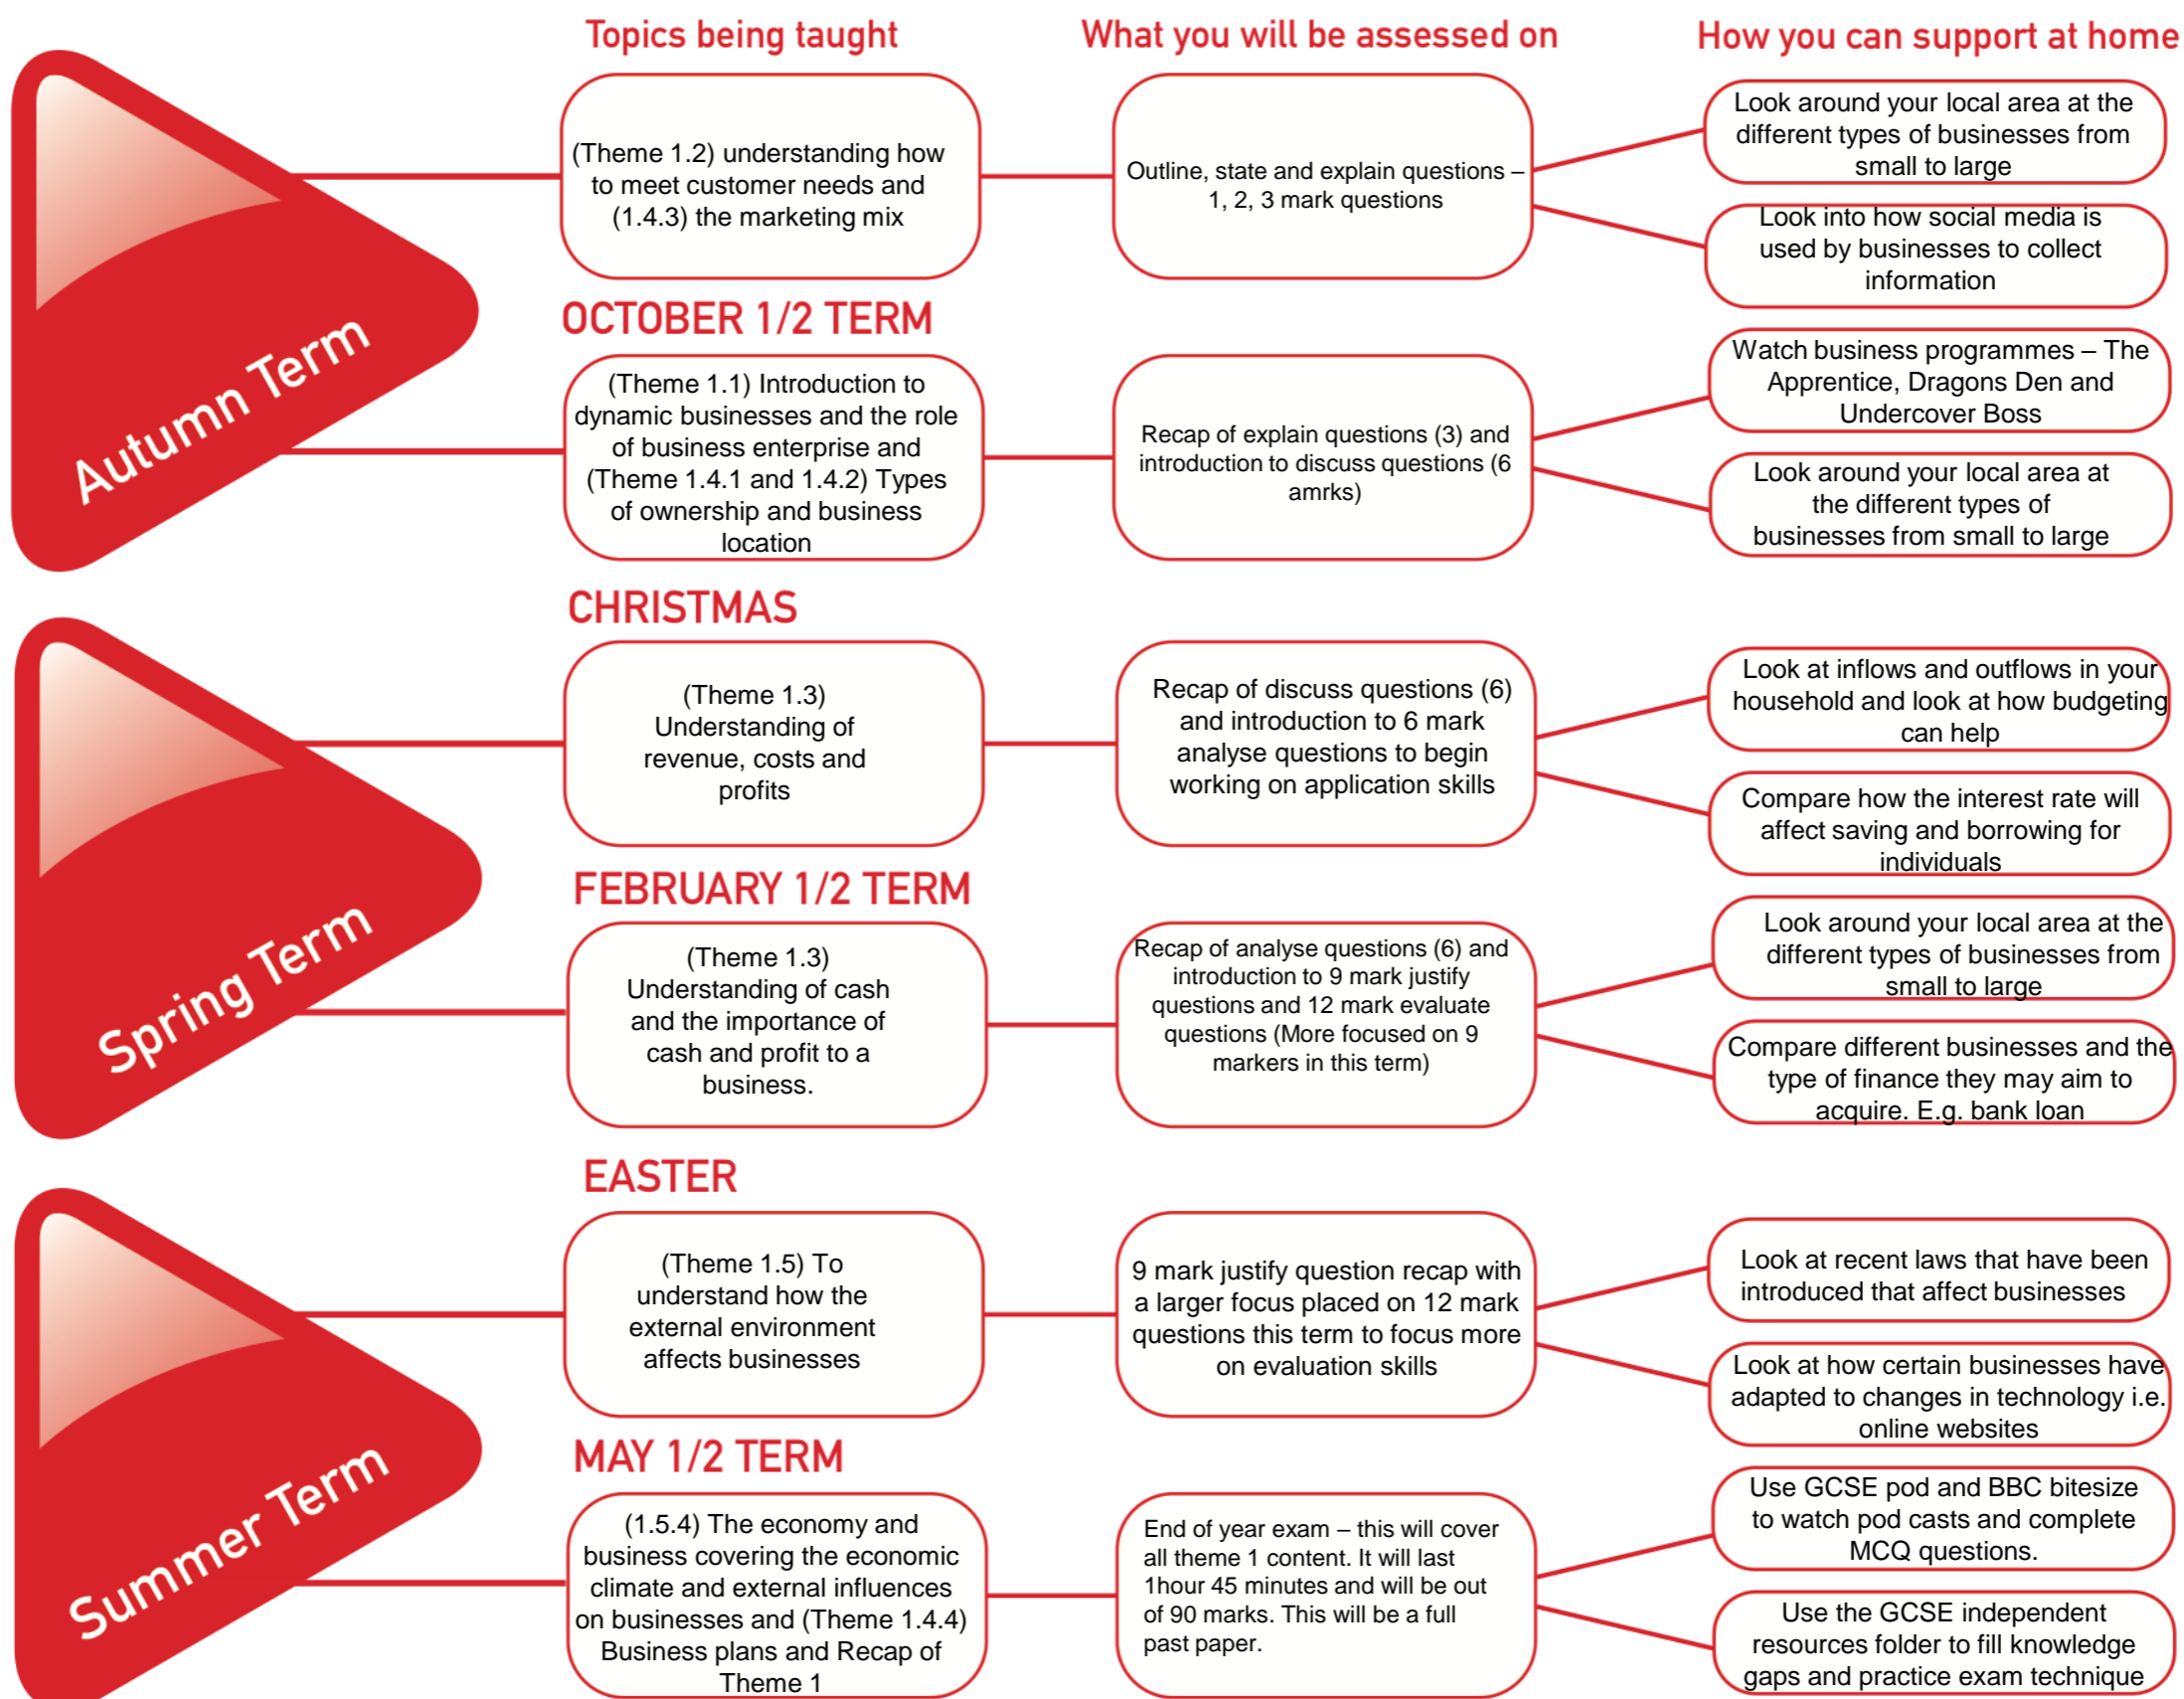 Topics being taught
What you will be assessed on
How you can support at home
Autumn Term
(Theme 1.2) understanding how
to meet customer needs and
(1.4.3) the marketing mix
Outline, state and explain questions –
1, 2, 3 mark questions
Look around your local area at the
different types of businesses from
small to large
Look into how social media is
used by businesses to collect
information
OCTOBER 1/2 TERM
(Theme 1.1) Introduction to
dynamic businesses and the role
of business enterprise and
(Theme 1.4.1 and 1.4.2) Types
of ownership and business
location
Recap of explain questions (3) and
introduction to discuss questions (6
amrks)
Watch business programmes – The
Apprentice, Dragons Den and
Undercover Boss
Look around your local area at
the different types of
businesses from small to large
CHRISTMAS
Spring Term
(Theme 1.3)
Understanding of
revenue, costs and
profits
Recap of discuss questions (6)
and introduction to 6 mark
analyse questions to begin
working on application skills
Look at inflows and outflows in your
household and look at how budgeting
can help
Compare how the interest rate will
affect saving and borrowing for
individuals
FEBRUARY 1/2 TERM
(Theme 1.3)
Understanding of cash
and the importance of
cash and profit to a
business.
Recap of analyse questions (6) and
introduction to 9 mark justify
questions and 12 mark evaluate
questions (More focused on 9
markers in this term)
Look around your local area at the
different types of businesses from
small to large
Compare different businesses and the
type of finance they may aim to
acquire. E.g. bank loan
EASTER
Summer Term
(Theme 1.5) To
understand how the
external environment
affects businesses
9 mark justify question recap with
a larger focus placed on 12 mark
questions this term to focus more
on evaluation skills
Look at recent laws that have been
introduced that affect businesses
Look at how certain businesses have
adapted to changes in technology i.e.
online websites
MAY 1/2 TERM
(1.5.4) The economy and
business covering the economic
climate and external influences
on businesses and (Theme 1.4.4)
Business plans and Recap of
Theme 1
End of year exam – this will cover
all theme 1 content. It will last
1hour 45 minutes and will be out
of 90 marks. This will be a full
past paper.
Use GCSE pod and BBC bitesize
to watch pod casts and complete
MCQ questions.
Use the GCSE independent
resources folder to fill knowledge
gaps and practice exam technique